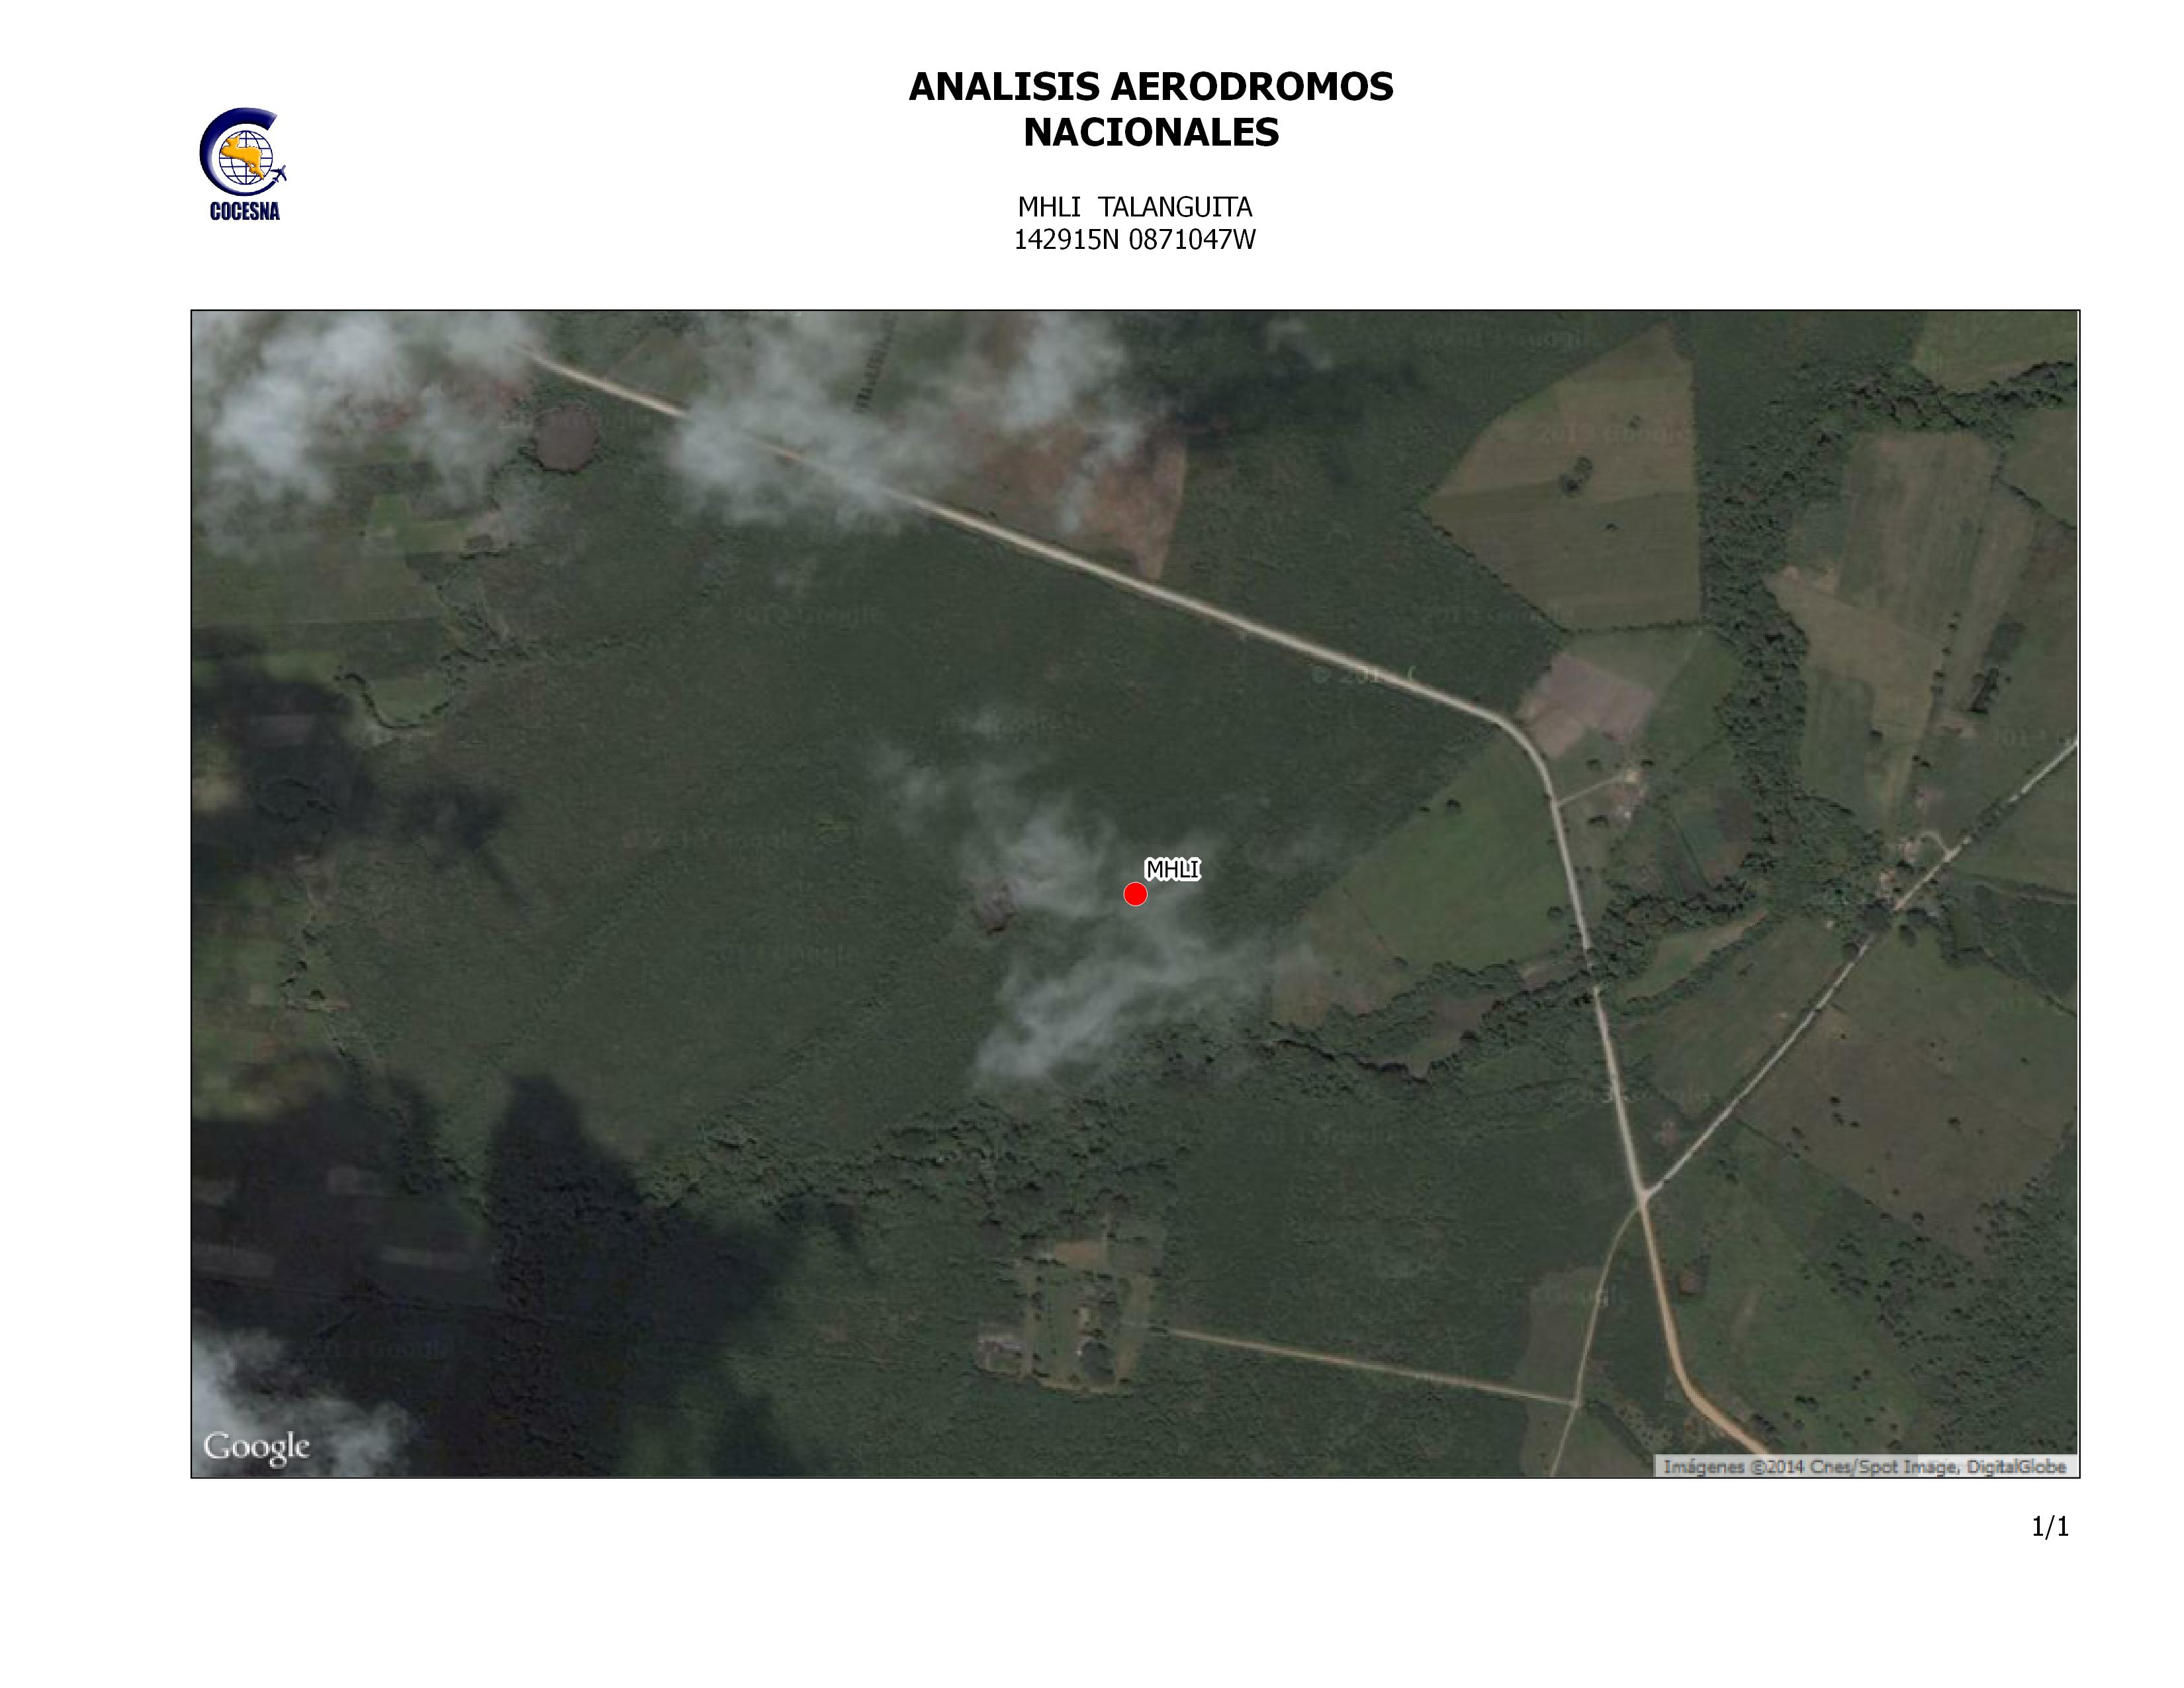 ANALISIS AERODROMOS
NACIONALES
COCESNA
MHLI TALANGUITA
142915N 0871047W
MHLI
Google
Imágenes ©2014 Cnes/Spot Image, DigitalGlobe
1/1